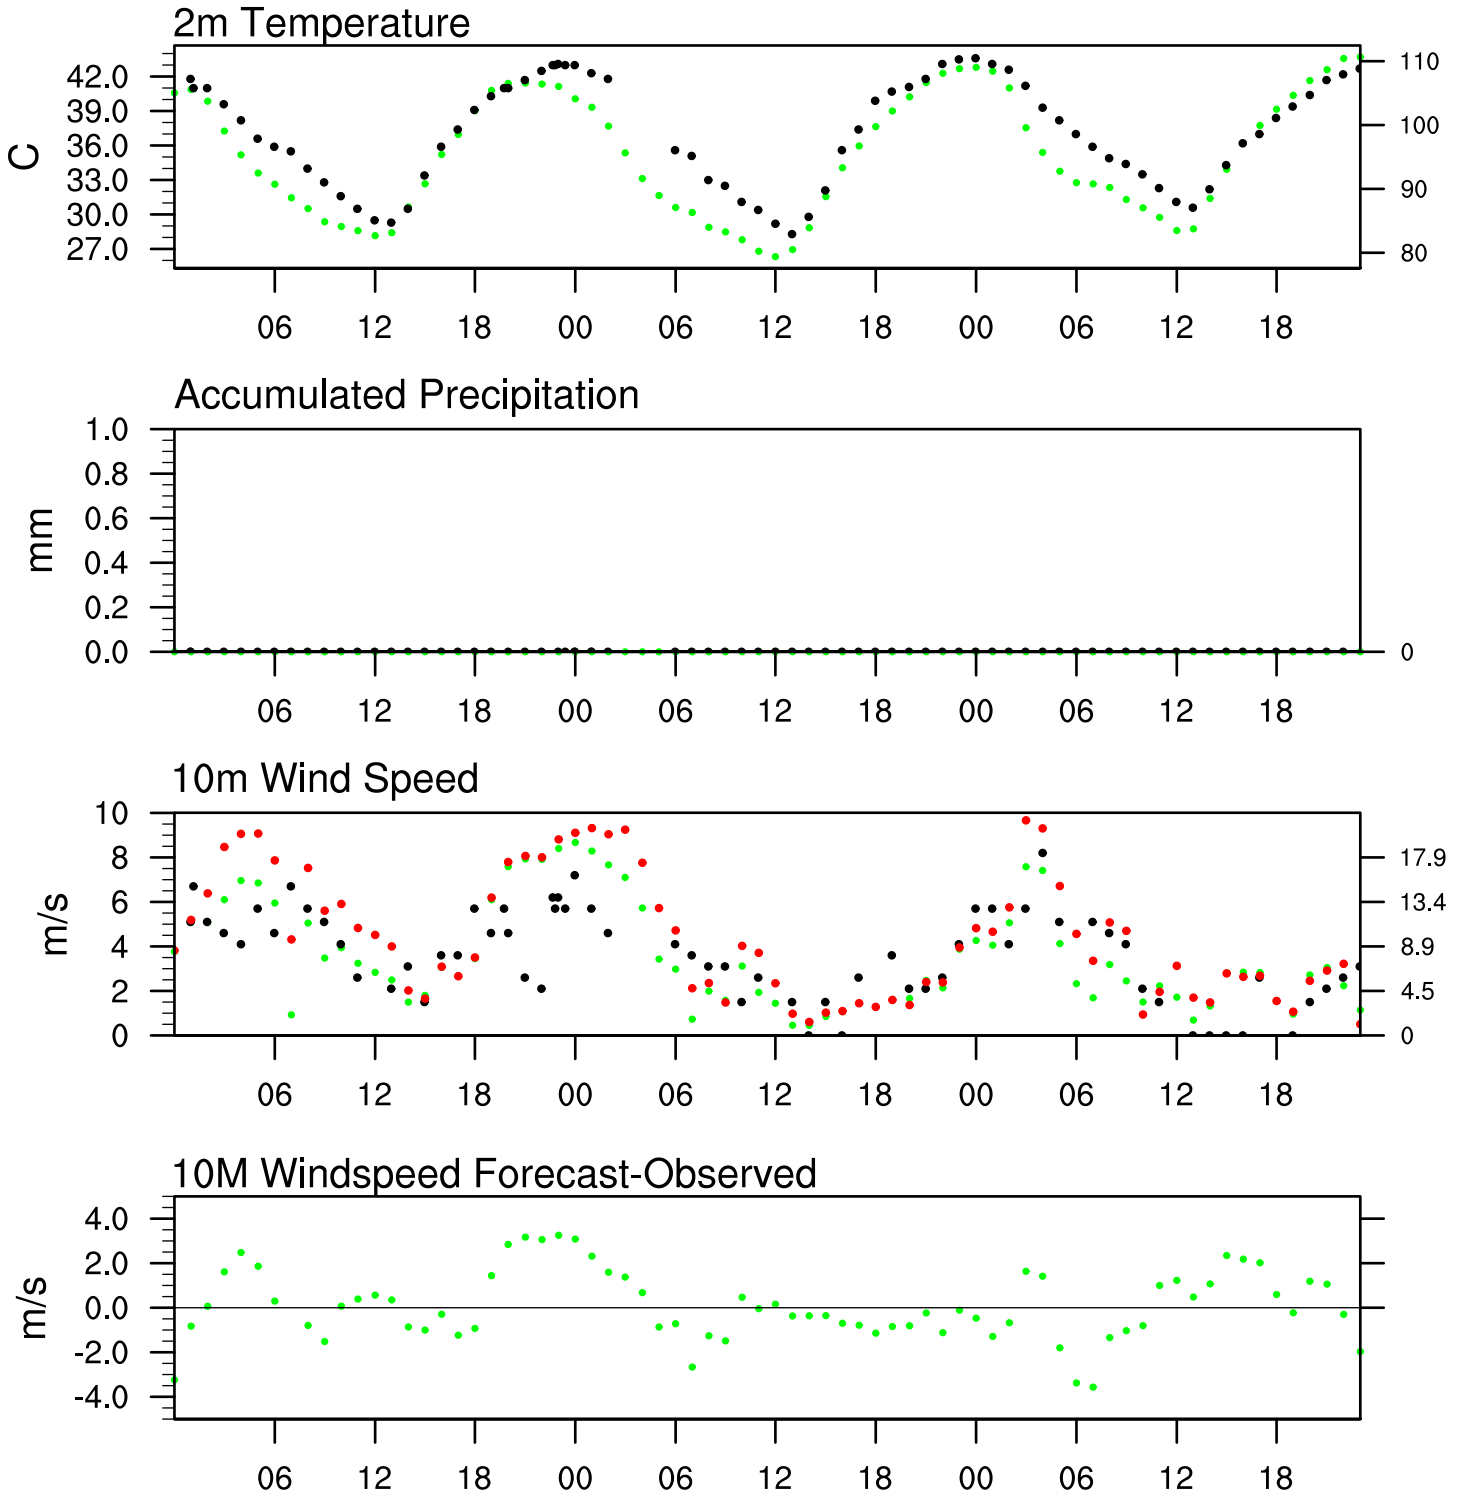 2m Temperature
42.0
39.0
36.0
33.0
30.0
27.0
C
110
100
90
80
06 12 18 00 06 12 18 00 06 12 18
Accumulated Precipitation
1.0
0.8
0.6
0.4
0.2
0.0
mm
0
06 12 18 00 06 12 18 00 06 12 18
10m Wind Speed
10
8
6
4
2
0
m/s
17.9
13.4
8.9
4.5
0
06 12 18 00 06 12 18 00 06 12 18
10M Windspeed Forecast-Observed
4.0
2.0
0.0
-2.0
-4.0
m/s
06 12 18 00 06 12 18 00 06 12 18